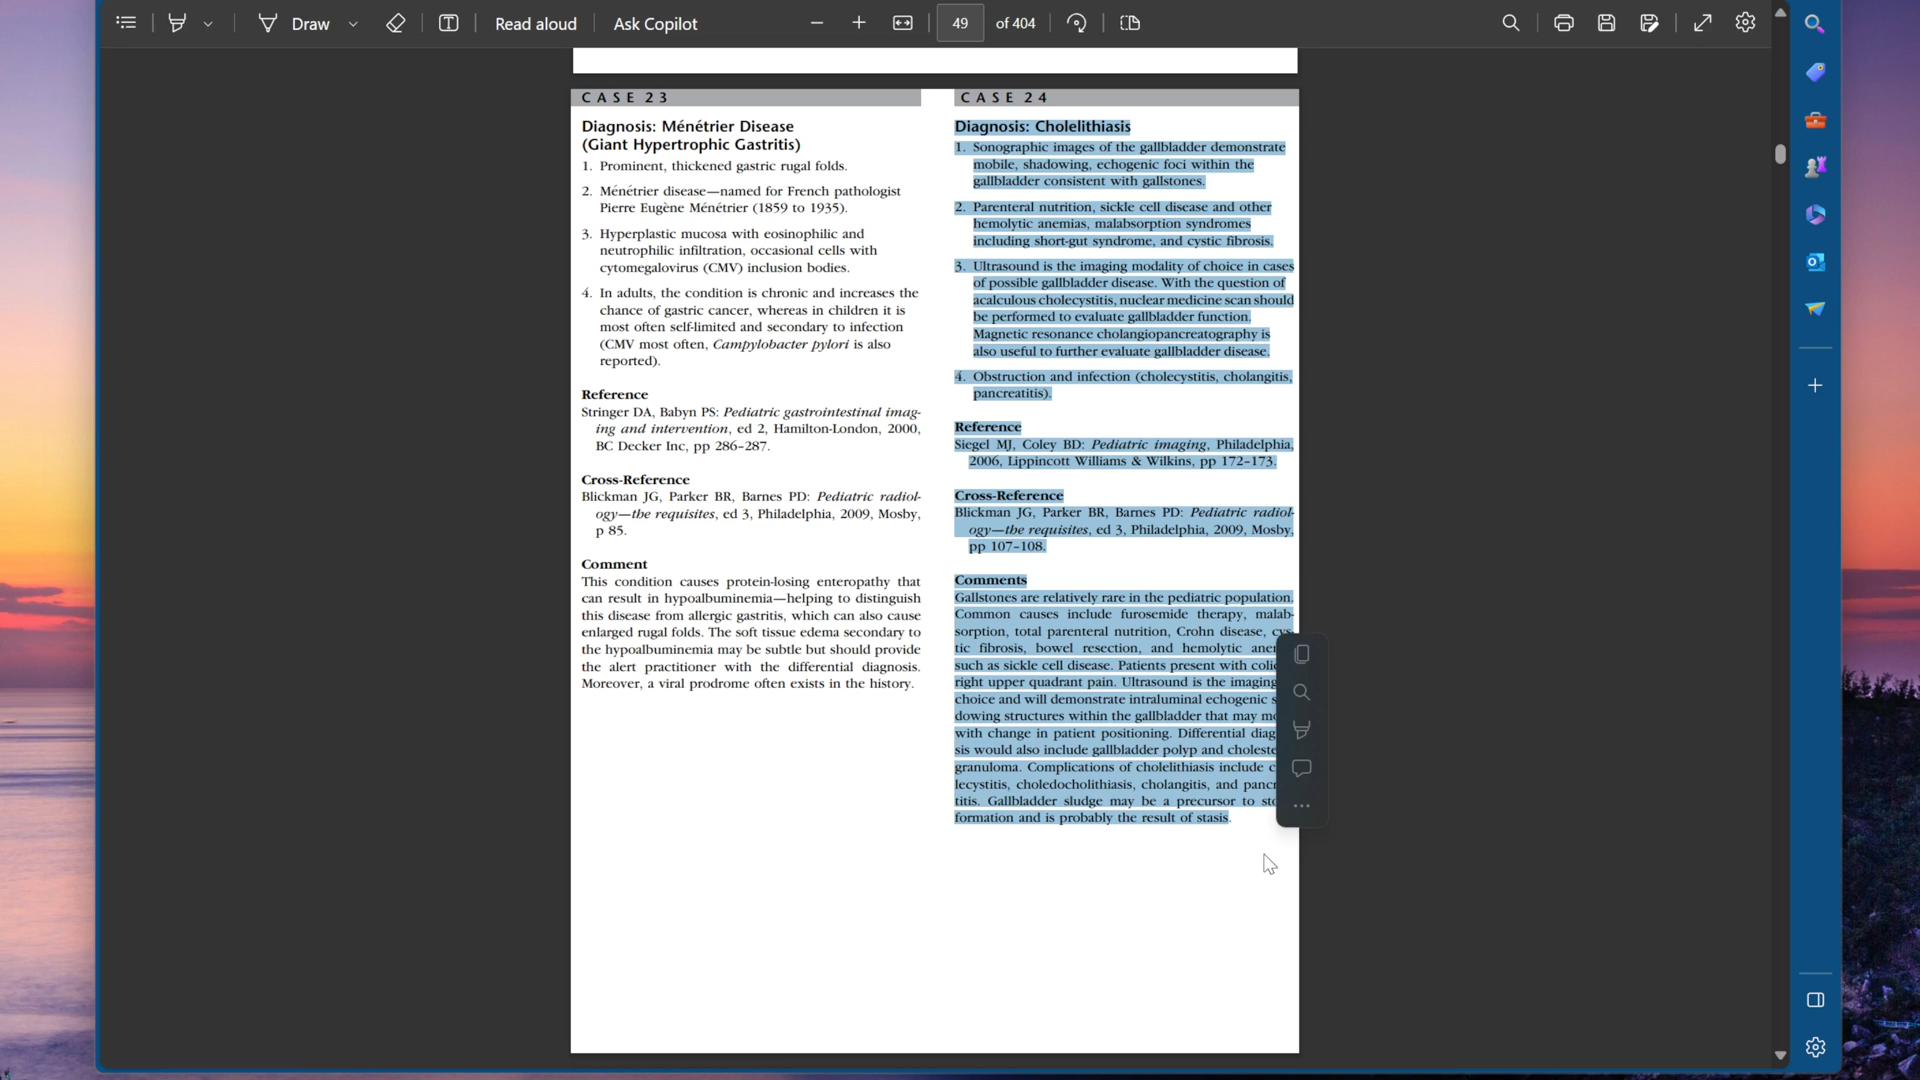 Draw
Read aloud
Ask Copilot
49
of 404
CASE 23
Diagnosis: Ménétrier Disease
(Giant Hypertrophic Gastritis)
1. Prominent, thickened gastric rugal folds.
2. Ménétrier disease—named for French pathologist
Pierre Eugène Ménétrier (1859 to 1935).
3. Hyperplastic mucosa with eosinophilic and
neutrophilic infiltration, occasional cells with
cytomegalovirus (CMV) inclusion bodies.
4. In adults, the condition is chronic and increases the
chance of gastric cancer, whereas in children it is
most often self-limited and secondary to infection
(CMV most often, Campylobacter pylori is also
reported).
Reference
Stringer DA, Babyn PS: Pediatric gastrointestinal imag-
ing and intervention, ed 2, Hamilton-London, 2000,
BC Decker Inc, pp 286–287.
Cross-Reference
Blickman JG, Parker BR, Barnes PD: Pediatric radiol-
ogy—the requisites, ed 3, Philadelphia, 2009, Mosby,
p 85.
Comment
This condition causes protein-losing enteropathy that
can result in hypoalbuminemia—helping to distinguish
this disease from allergic gastritis, which can also cause
enlarged rugal folds. The soft tissue edema secondary to
the hypoalbuminemia may be subtle but should provide
the alert practitioner with the differential diagnosis.
Moreover, a viral prodrome often exists in the history.
CASE 24
Diagnosis: Cholelithiasis
1. Sonographic images of the gallbladder demonstrate
mobile, shadowing, echogenic foci within the
gallbladder consistent with gallstones.
2. Parenteral nutrition, sickle cell disease and other
hemolytic anemias, malabsorption syndromes
including short-gut syndrome, and cystic fibrosis.
3. Ultrasound is the imaging modality of choice in cases
of possible gallbladder disease. With the question of
acalculous cholecystitis, nuclear medicine scan should
be performed to evaluate gallbladder function.
Magnetic resonance cholangiopancreatography is
also useful to further evaluate gallbladder disease.
4. Obstruction and infection (cholecystitis, cholangitis,
pancreatitis).
Reference
Siegel MJ, Coley BD: Pediatric imaging, Philadelphia,
2006, Lippincott Williams & Wilkins, pp 172–173.
Cross-Reference
Blickman JG, Parker BR, Barnes PD: Pediatric radiol-
ogy—the requisites, ed 3, Philadelphia, 2009, Mosby,
pp 107–108.
Comments
Gallstones are relatively rare in the pediatric population.
Common causes include furosemide therapy, malab-
sorption, total parenteral nutrition, Crohn disease, cys-
tic fibrosis, bowel resection, and hemolytic
such as sickle cell disease. Patients present with
right upper quadrant pain. Ultrasound is the imaging
choice and will demonstrate intraluminal echogenic
dowing structures within the gallbladder that may
with change in patient positioning. Differential
sis would also include gallbladder polyp and
granuloma. Complications of cholelithiasis include
lecystitis, choledocholithiasis, cholangitis, and
titis. Gallbladder sludge may be a precursor to
formation and is probably the result of stasis.